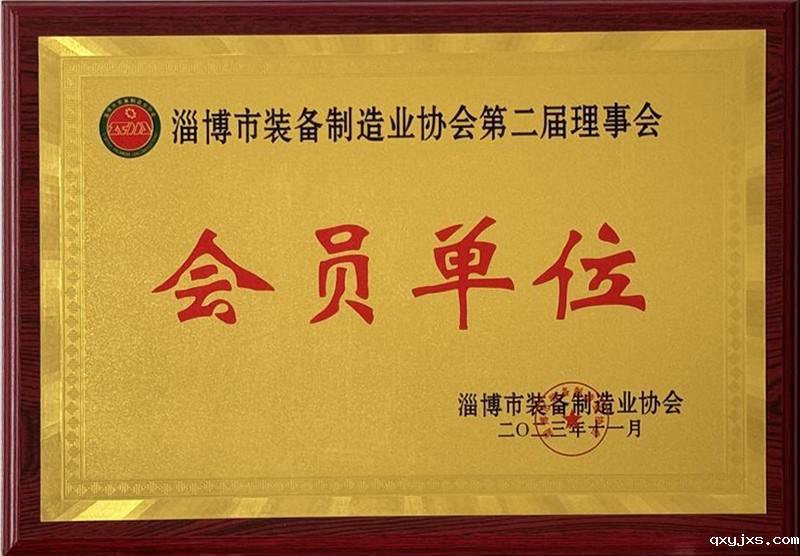 淄博市装备制造业协会第二届理事会
会员单位
淄博市装备制造业协会
二〇二三年十一月
qxyjxs.com